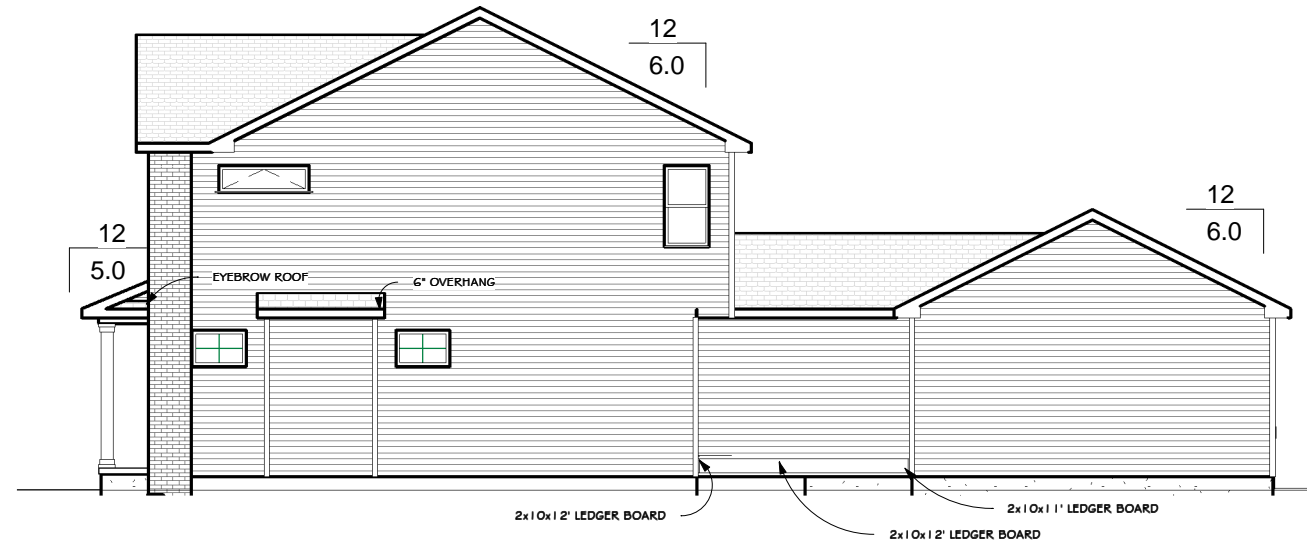 12
6.0
12
6.0
12
5.0
EYEBROW ROOF
6" OVERHANG
2x10x12' LEDGER BOARD
2x10x11' LEDGER BOARD
2x10x12' LEDGER BOARD